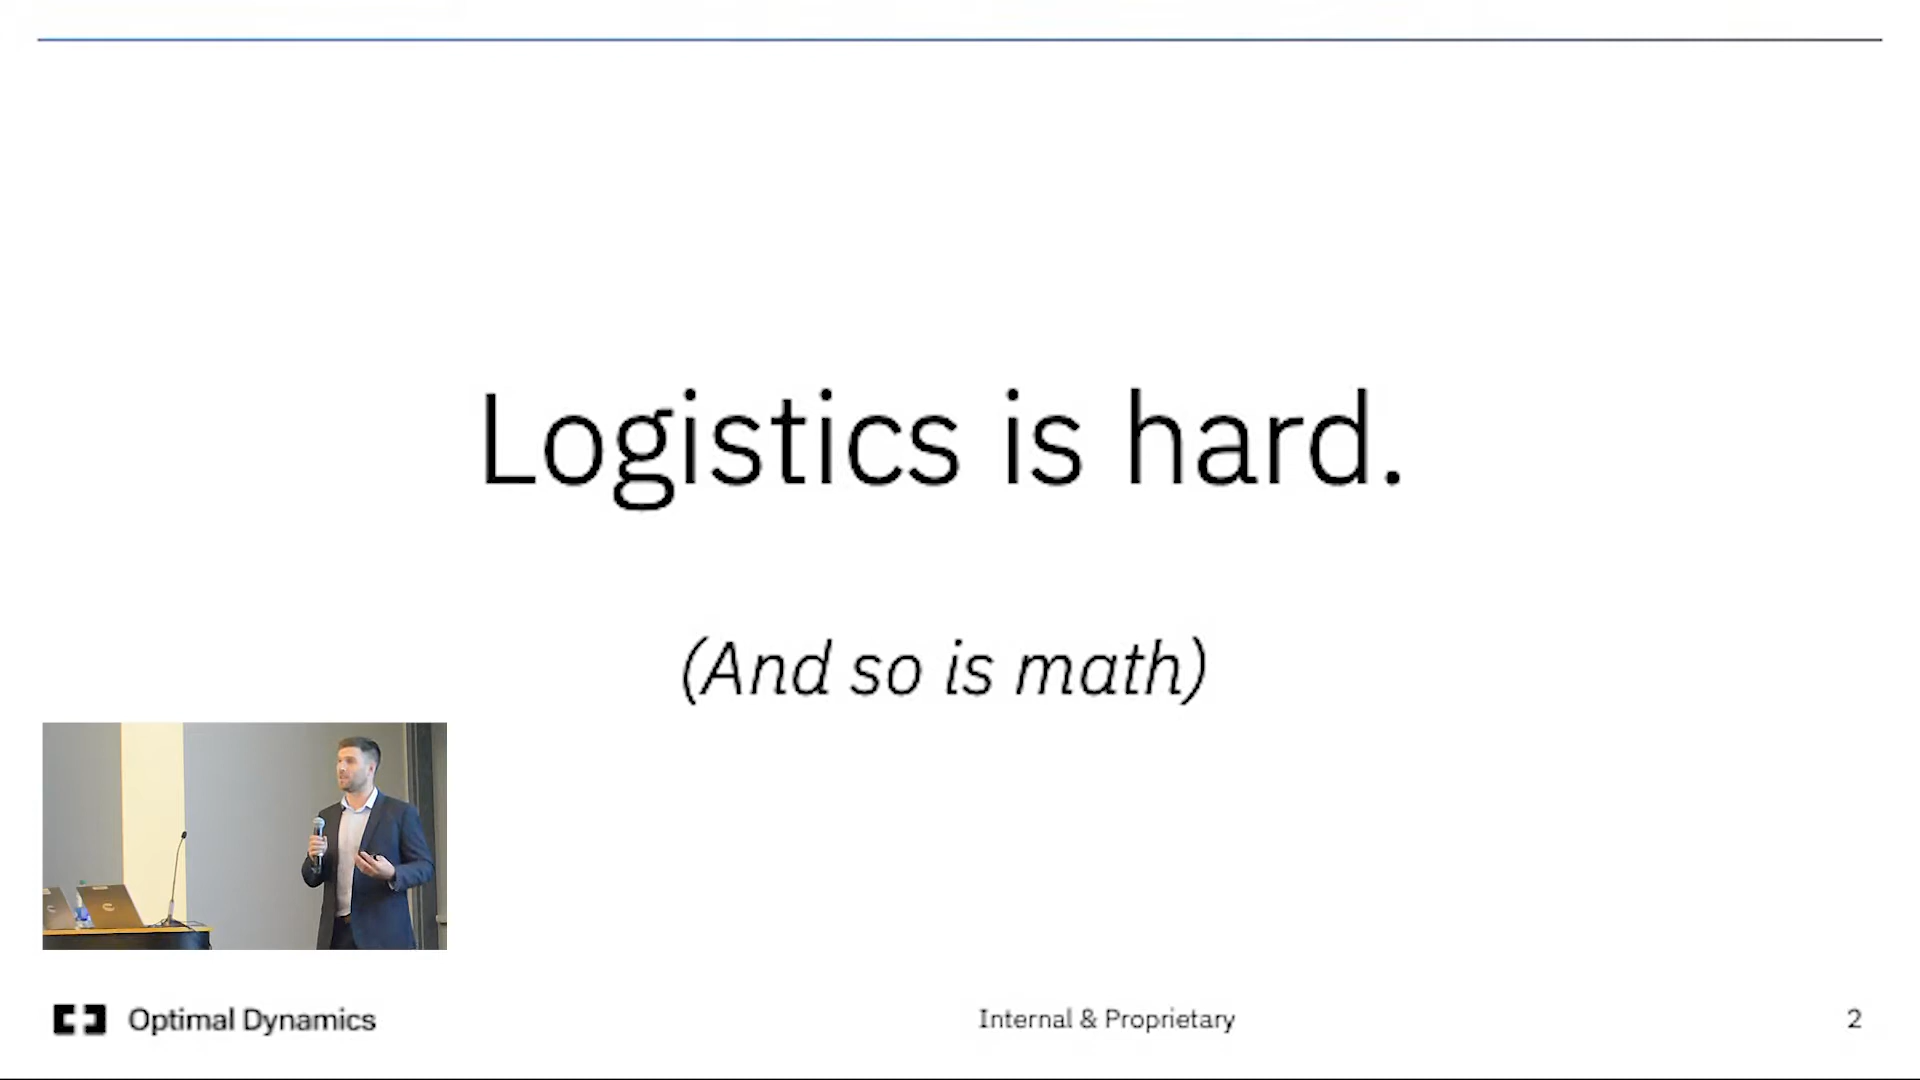 Logistics is hard.
(And so is math)
Optimal Dynamics
Internal & Proprietary
2